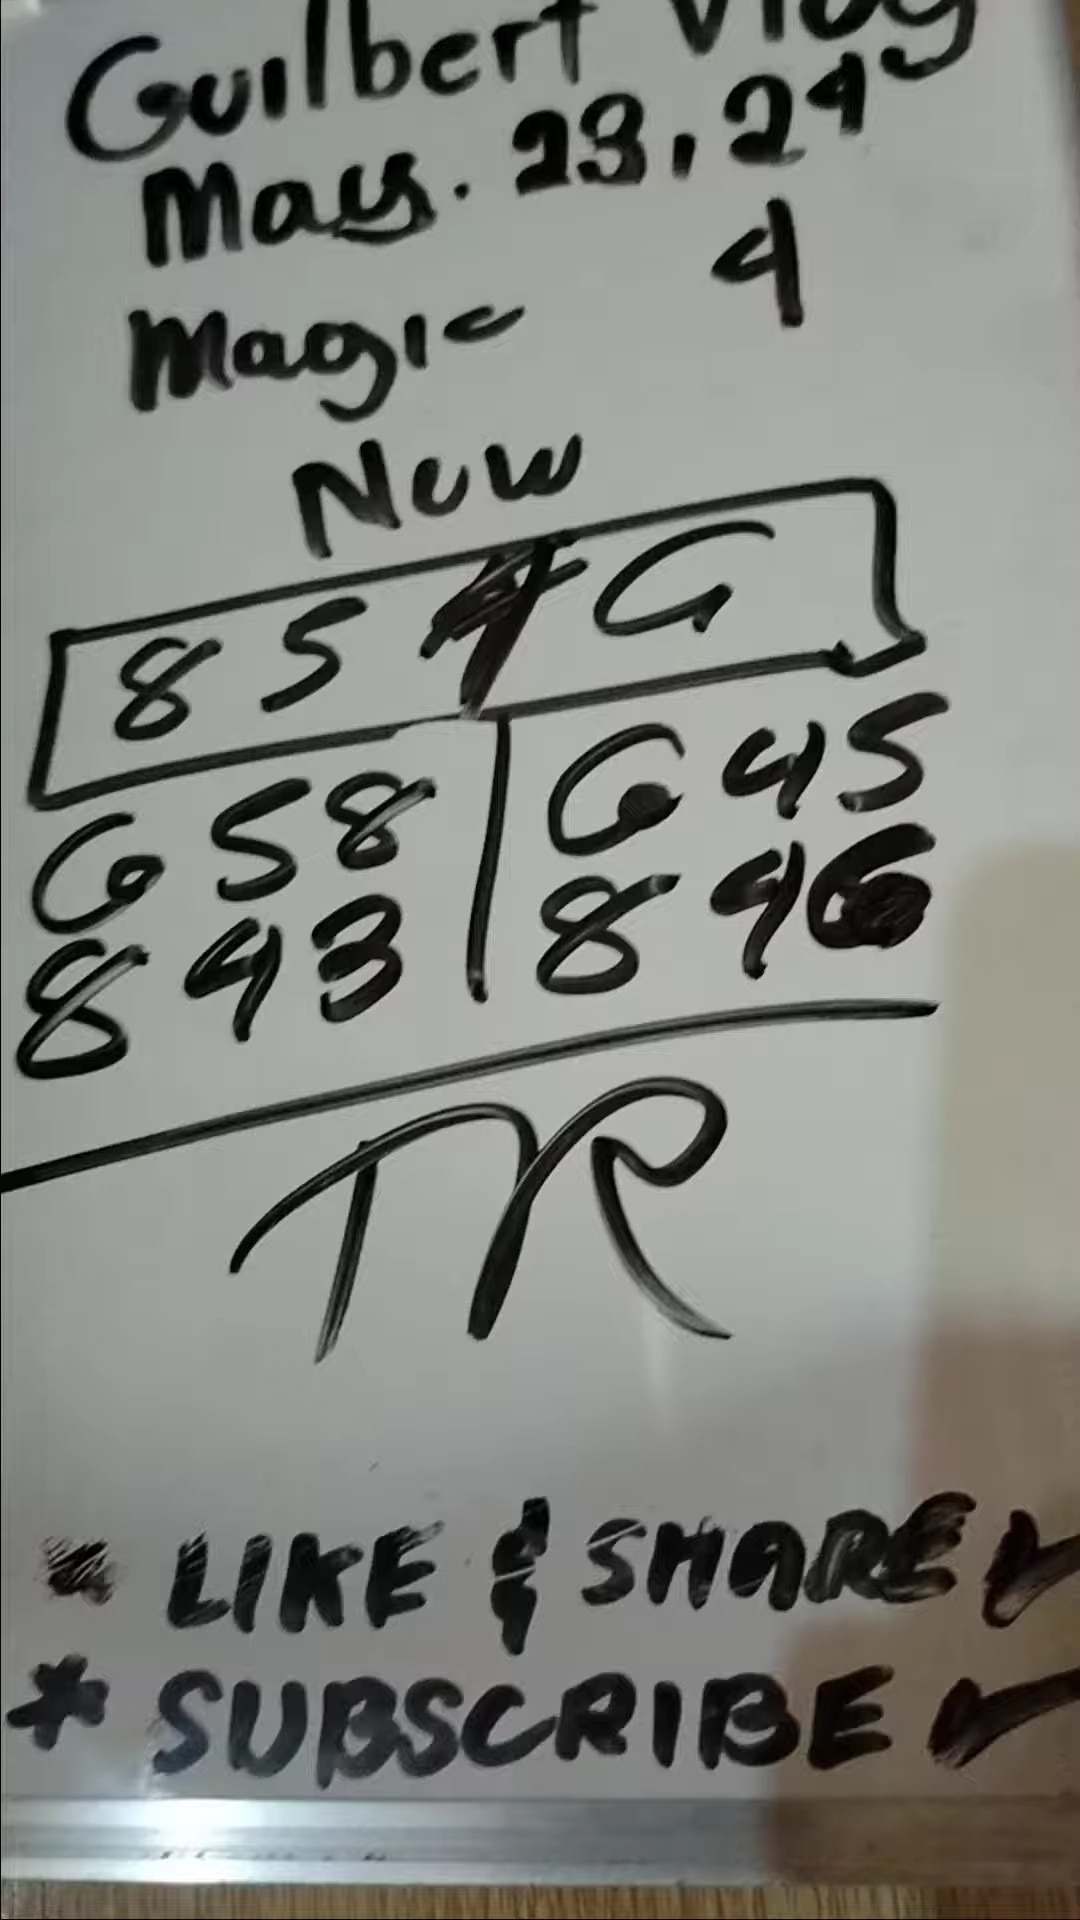 Guilbert Vlog
May. 23, 24
Magic 4
Now
8 5 4 6
6 5 8 6 4 5
8 4 3 8 4 6
TR
* LIKE & SHARE ✓
* SUBSCRIBE ✓